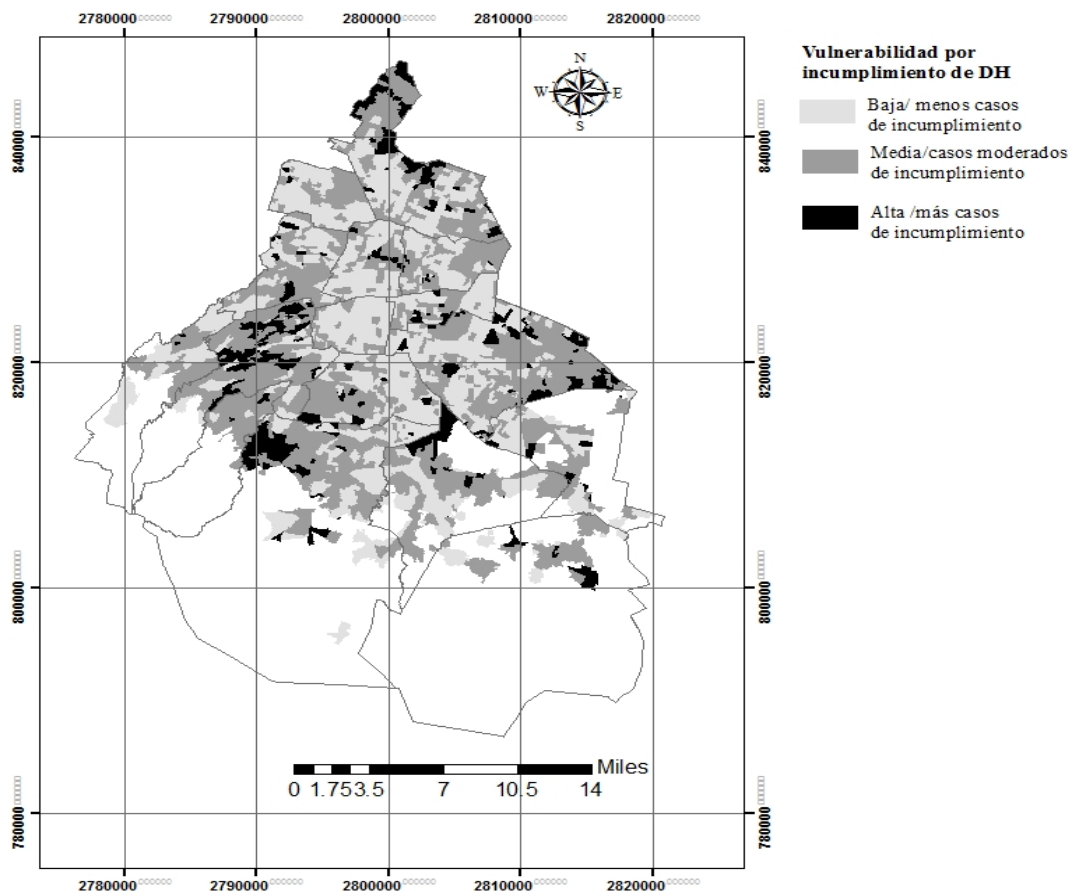 2780000 2790000 2800000 2810000 2820000
Vulnerabilidad por
incumplimiento de DH
Baja/ menos casos
de incumplimiento
Media/casos moderados
de incumplimiento
Alta /más casos
de incumplimiento
N
W E
S
840000 840000
820000 820000
800000 800000
780000 780000
Miles
0 1.75 3.5 7 10.5 14
2780000 2790000 2800000 2810000 2820000